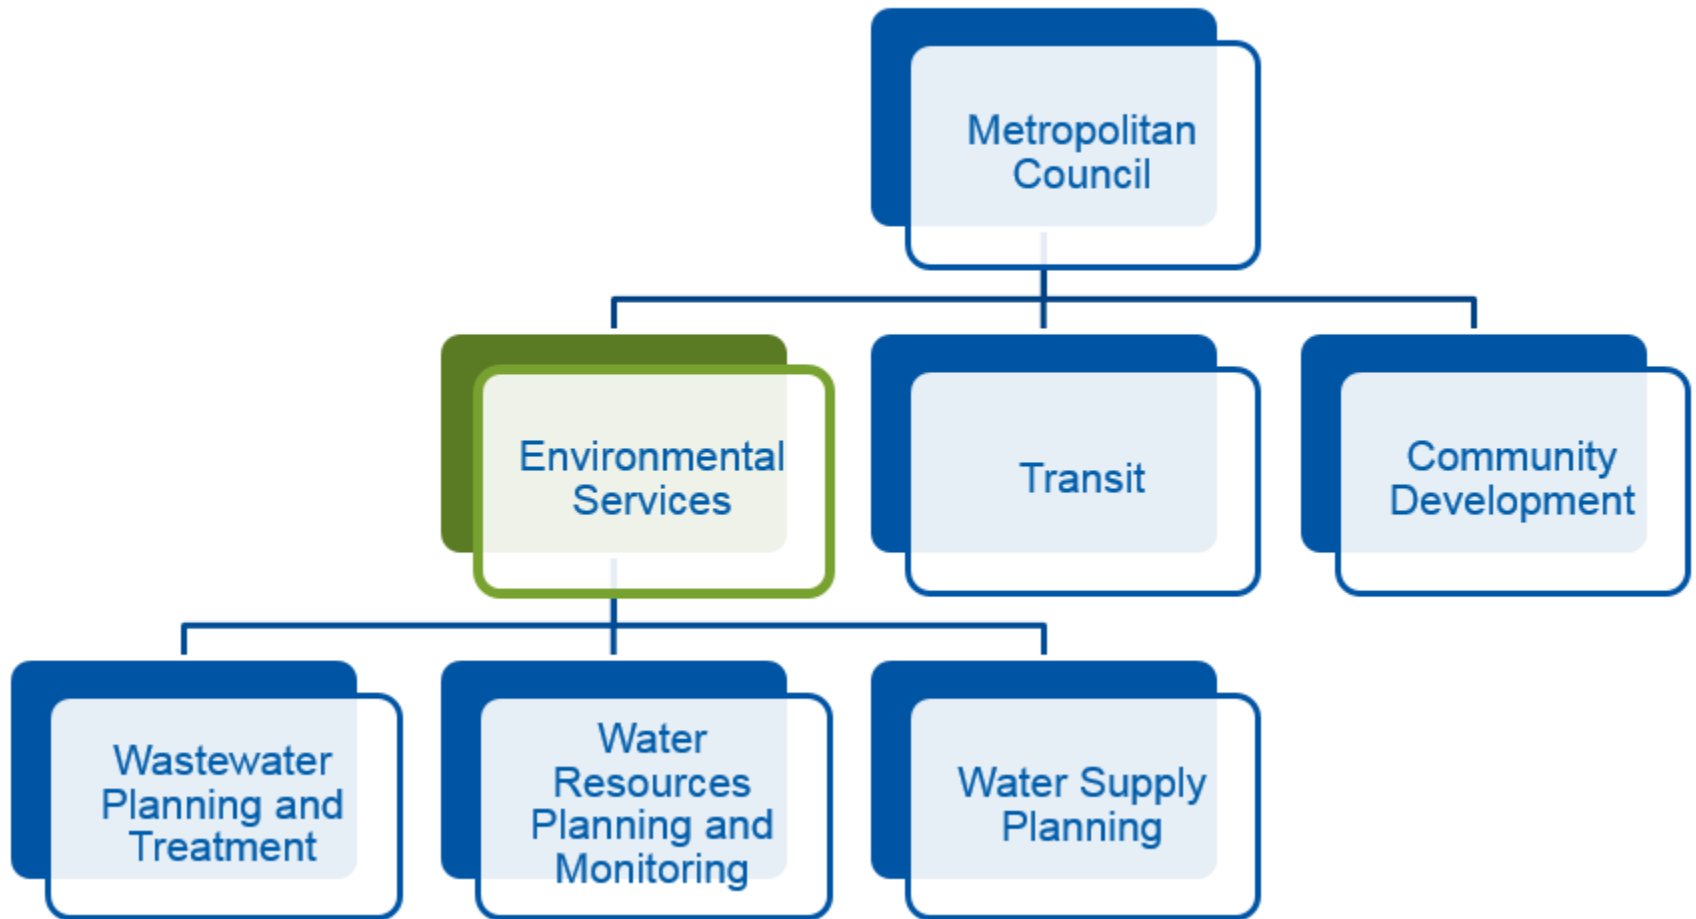 Metropolitan
Council
Environmental
Services
Transit
Community
Development
Wastewater
Planning and
Treatment
Water
Resources
Planning and
Monitoring
Water Supply
Planning